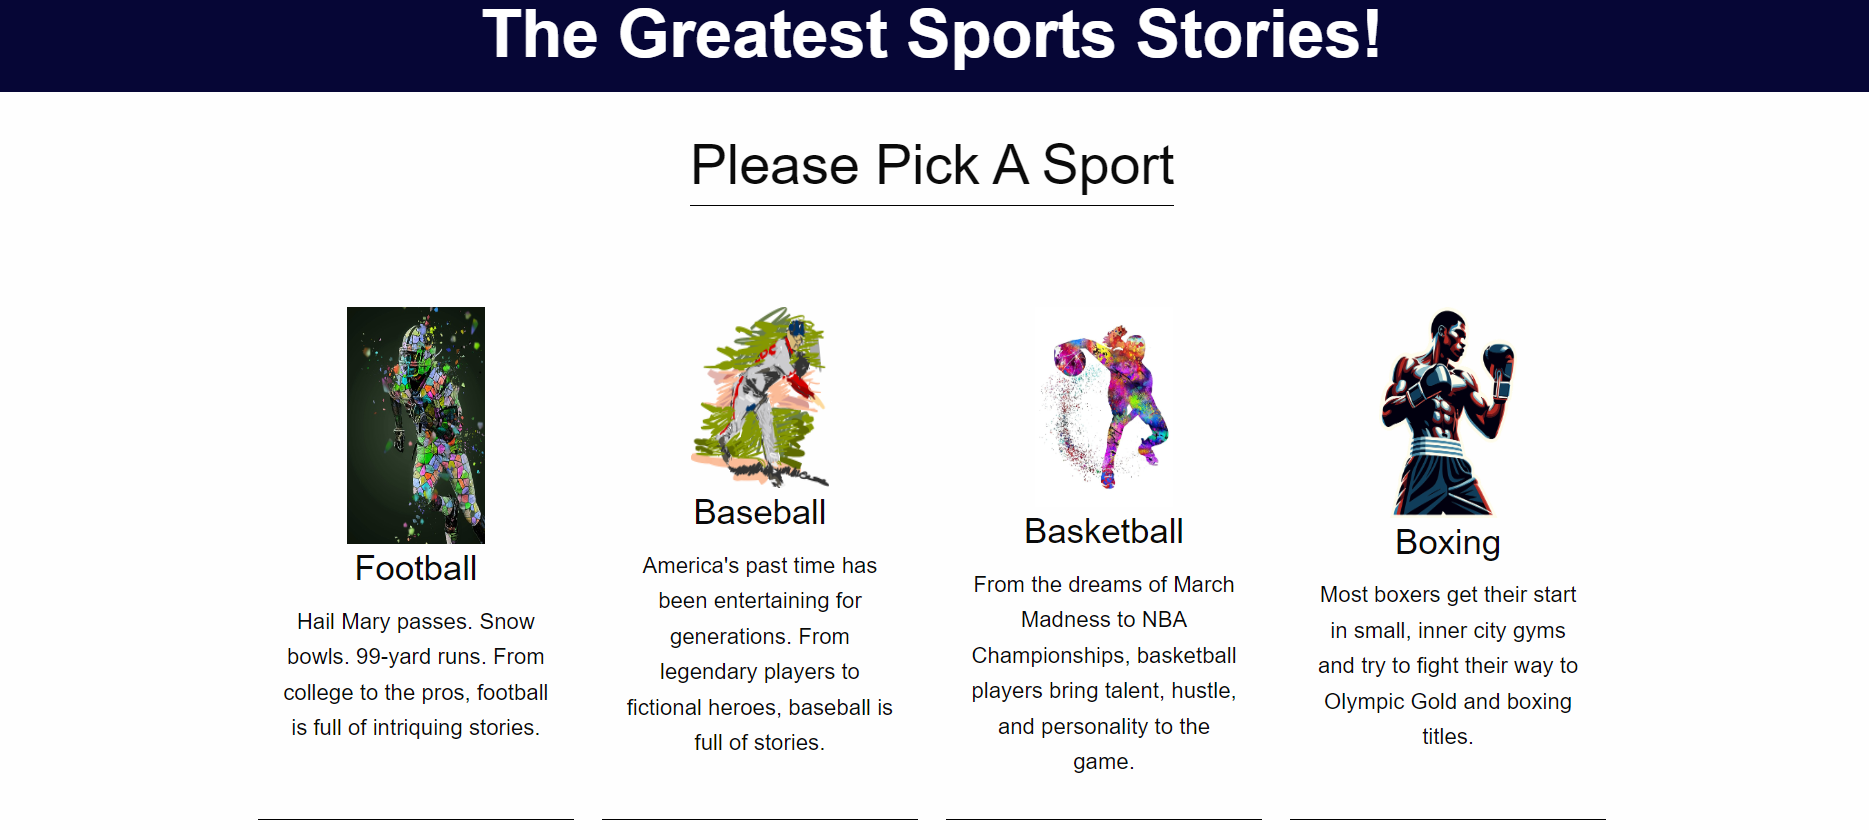 The Greatest Sports Stories!
Please Pick A Sport
Football
Hail Mary passes. Snow
bowls. 99-yard runs. From
college to the pros, football
is full of intriquing stories.
Baseball
America's past time has
been entertaining for
generations. From
legendary players to
fictional heroes, baseball is
full of stories.
Basketball
From the dreams of March
Madness to NBA
Championships, basketball
players bring talent, hustle,
and personality to the
game.
Boxing
Most boxers get their start
in small, inner city gyms
and try to fight their way to
Olympic Gold and boxing
titles.